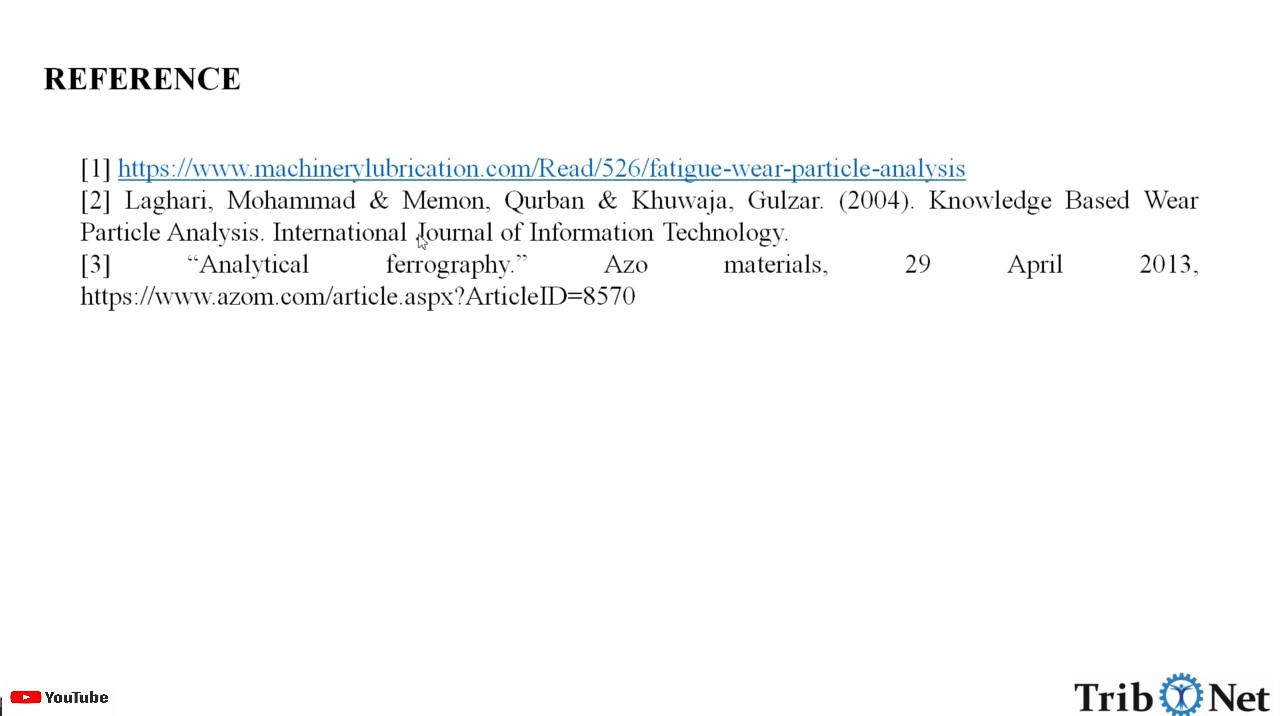 REFERENCE
[1] https://www.machinerylubrication.com/Read/526/fatigue-wear-particle-analysis
[2] Laghari, Mohammad & Memon, Qurban & Khuwaja, Gulzar. (2004). Knowledge Based Wear
Particle Analysis. International Journal of Information Technology.
[3] “Analytical ferrography.” Azo materials, 29 April 2013,
https://www.azom.com/article.aspx?ArticleID=8570
YouTube
Trib Net